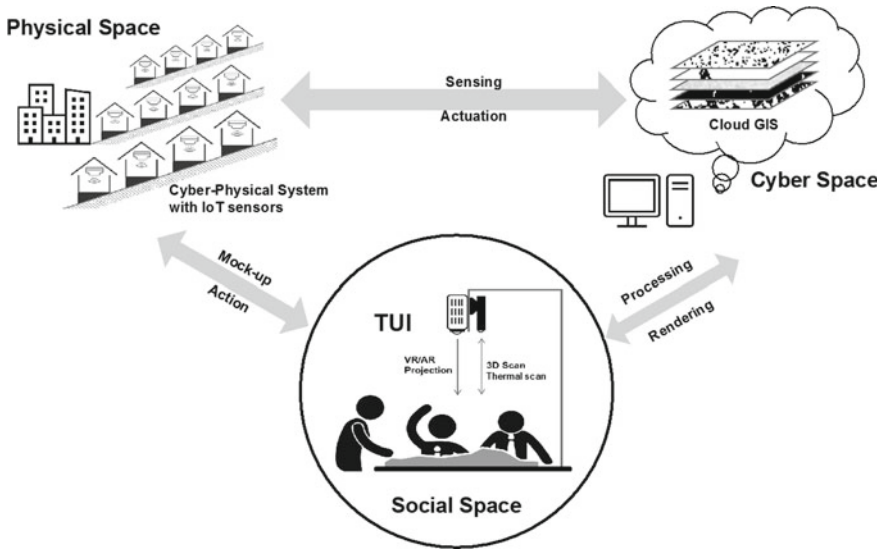 Physical Space
Cyber-Physical System
with IoT sensors
Sensing
Actuation
Cloud GIS
Cyber Space
Mock-up
Action
Processing
Rendering
TUI
VR/AR
Projection
3D Scan
Thermal scan
Social Space